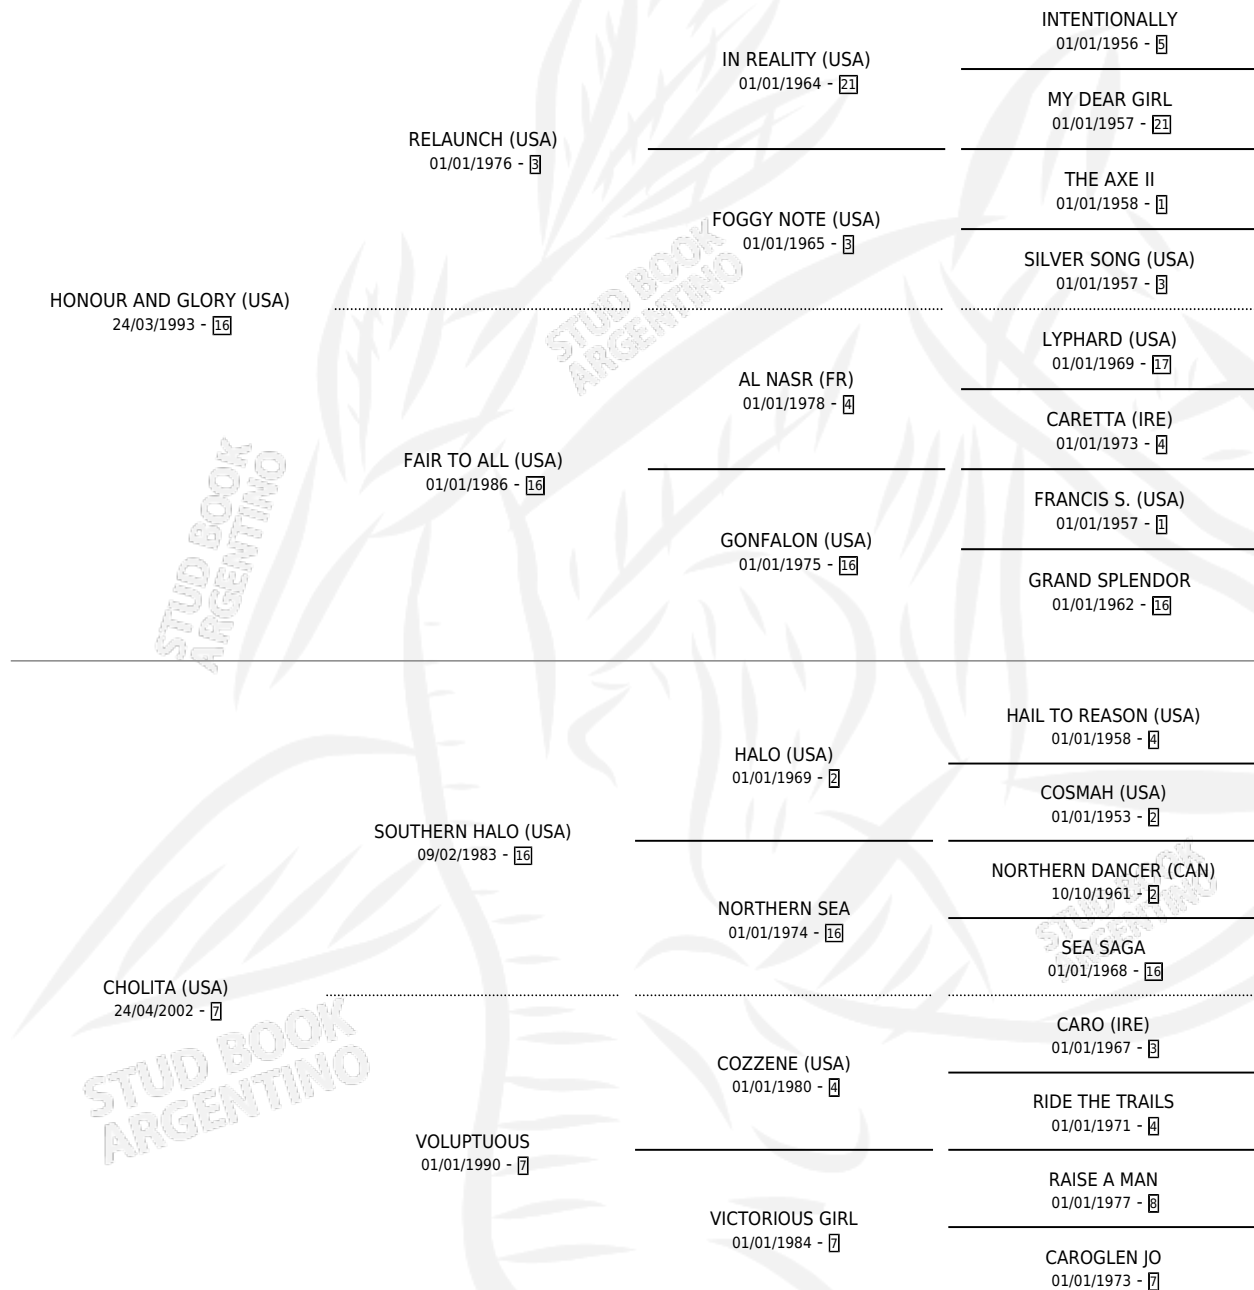 INTENTIONALLY
01/01/1956 - 5
IN REALITY (USA)
01/01/1964 - 21
MY DEAR GIRL
01/01/1957 - 21
RELAUNCH (USA)
01/01/1976 - 3
THE AXE II
01/01/1958 - 1
FOGGY NOTE (USA)
01/01/1965 - 3
SILVER SONG (USA)
01/01/1957 - 3
HONOUR AND GLORY (USA)
24/03/1993 - 16
LYPHARD (USA)
01/01/1969 - 17
AL NASR (FR)
01/01/1978 - 4
CARETTA (IRE)
01/01/1973 - 4
FAIR TO ALL (USA)
01/01/1986 - 16
FRANCIS S. (USA)
01/01/1957 - 1
GONFALON (USA)
01/01/1975 - 16
GRAND SPLENDOR
01/01/1962 - 16
HAIL TO REASON (USA)
01/01/1958 - 4
HALO (USA)
01/01/1969 - 2
COSMAH (USA)
01/01/1953 - 2
SOUTHERN HALO (USA)
09/02/1983 - 16
NORTHERN DANCER (CAN)
10/10/1961 - 2
NORTHERN SEA
01/01/1974 - 16
SEA SAGA
01/01/1968 - 16
CHOLITA (USA)
24/04/2002 - 7
CARO (IRE)
01/01/1967 - 3
COZZENE (USA)
01/01/1980 - 4
RIDE THE TRAILS
01/01/1971 - 4
VOLUPTUOUS
01/01/1990 - 7
RAISE A MAN
01/01/1977 - 8
VICTORIOUS GIRL
01/01/1984 - 7
CAROGLEN JO
01/01/1973 - 7
STUD BOOK
ARGENTINO
STUD BOOK
ARGENTINO
STUD BOOK
ARGENTINO
STUD BOOK
ARGENTINO